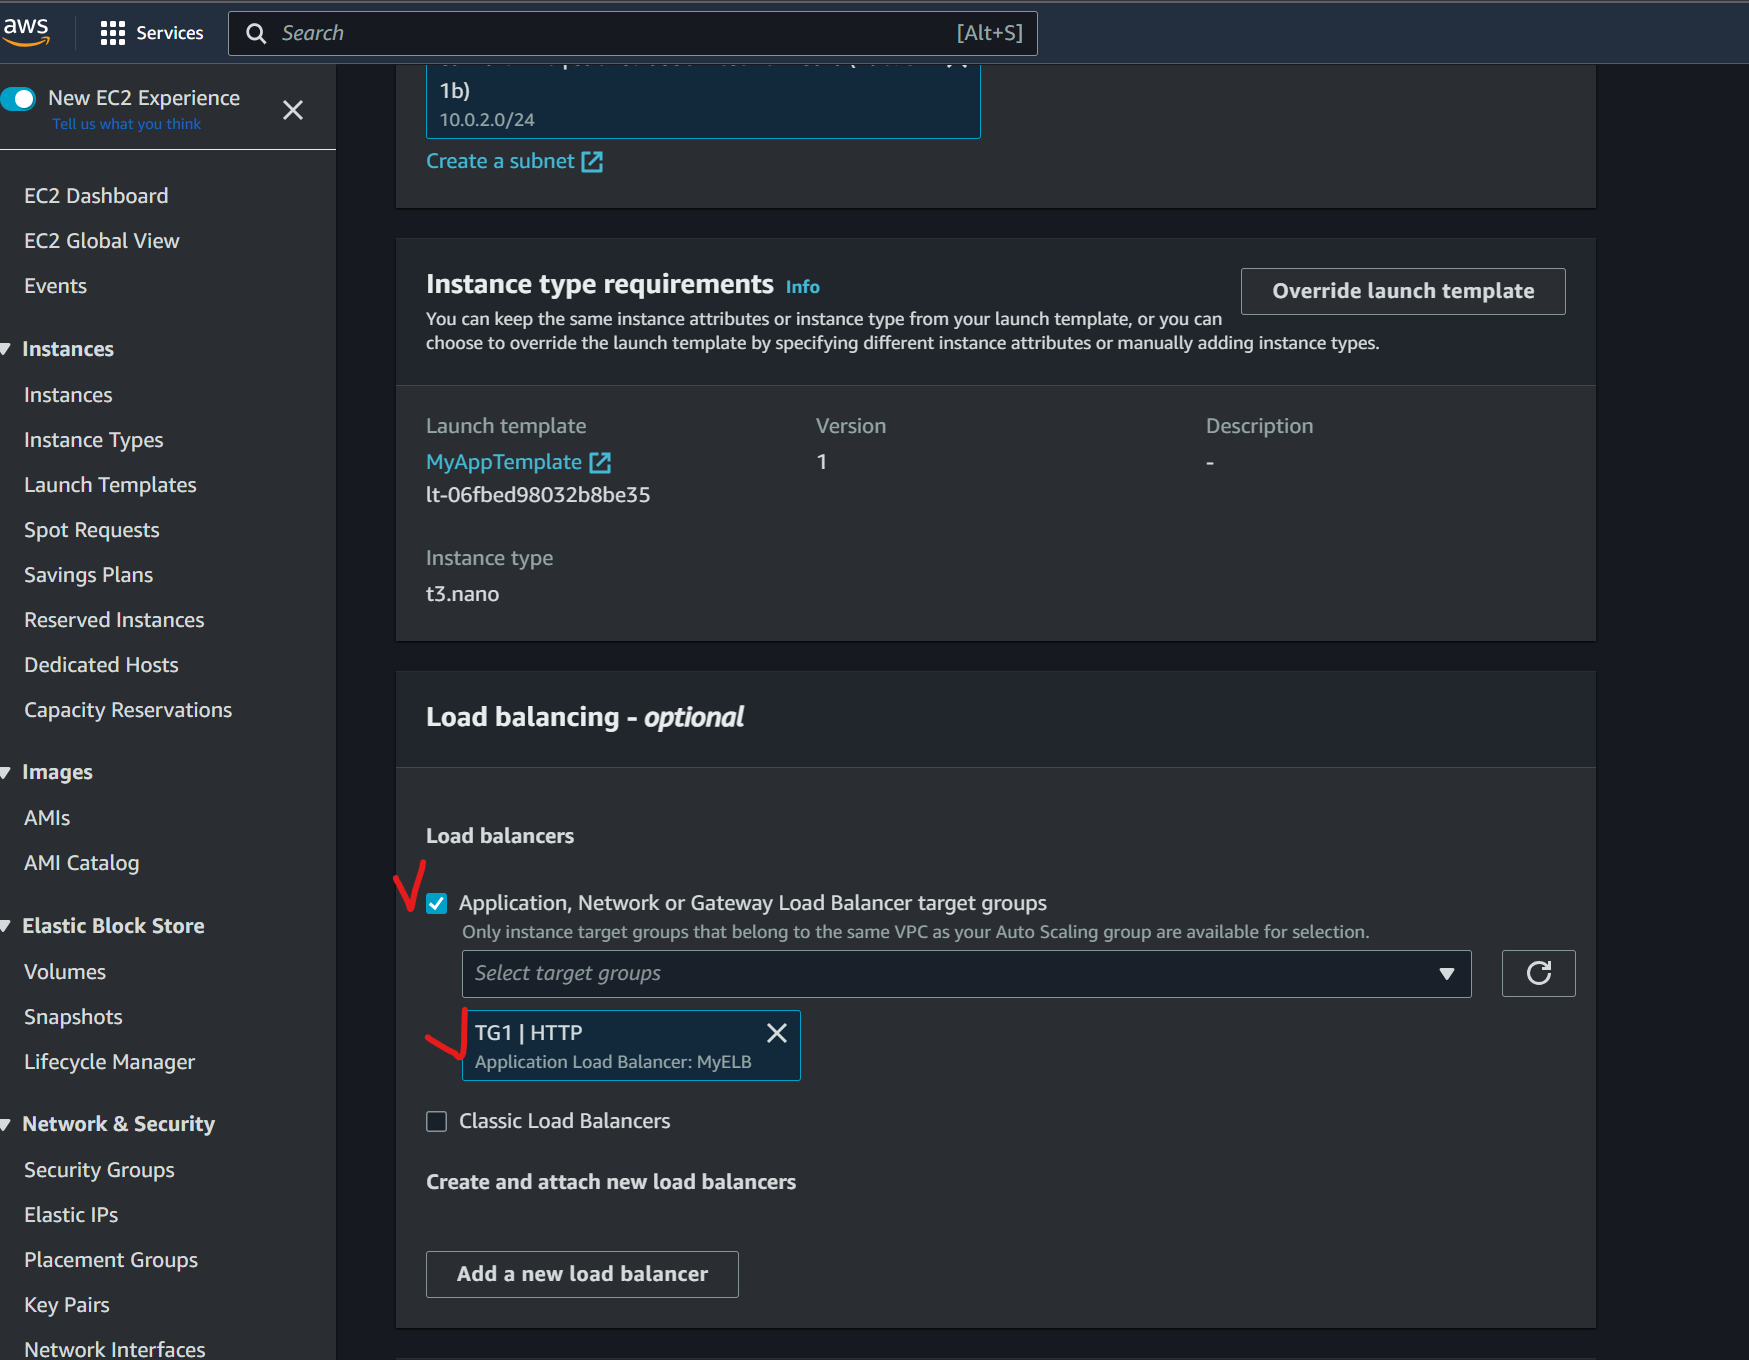 aws
Services
Search
[Alt+S]
New EC2 Experience
Tell us what you think
EC2 Dashboard
EC2 Global View
Events
Instances
Instances
Instance Types
Launch Templates
Spot Requests
Savings Plans
Reserved Instances
Dedicated Hosts
Capacity Reservations
Images
AMIs
AMI Catalog
Elastic Block Store
Volumes
Snapshots
Lifecycle Manager
Network & Security
Security Groups
Elastic IPs
Placement Groups
Key Pairs
Network Interfaces
1b)
10.0.2.0/24
Create a subnet
Instance type requirements Info
Override launch template
You can keep the same instance attributes or instance type from your launch template, or you can
choose to override the launch template by specifying different instance attributes or manually adding instance types.
Launch template
Version
Description
MyAppTemplate
1
-
lt-06fbed98032b8be35
Instance type
t3.nano
Load balancing - optional
Load balancers
Application, Network or Gateway Load Balancer target groups
Only instance target groups that belong to the same VPC as your Auto Scaling group are available for selection.
Select target groups
TG1 | HTTP
Application Load Balancer: MyELB
Classic Load Balancers
Create and attach new load balancers
Add a new load balancer